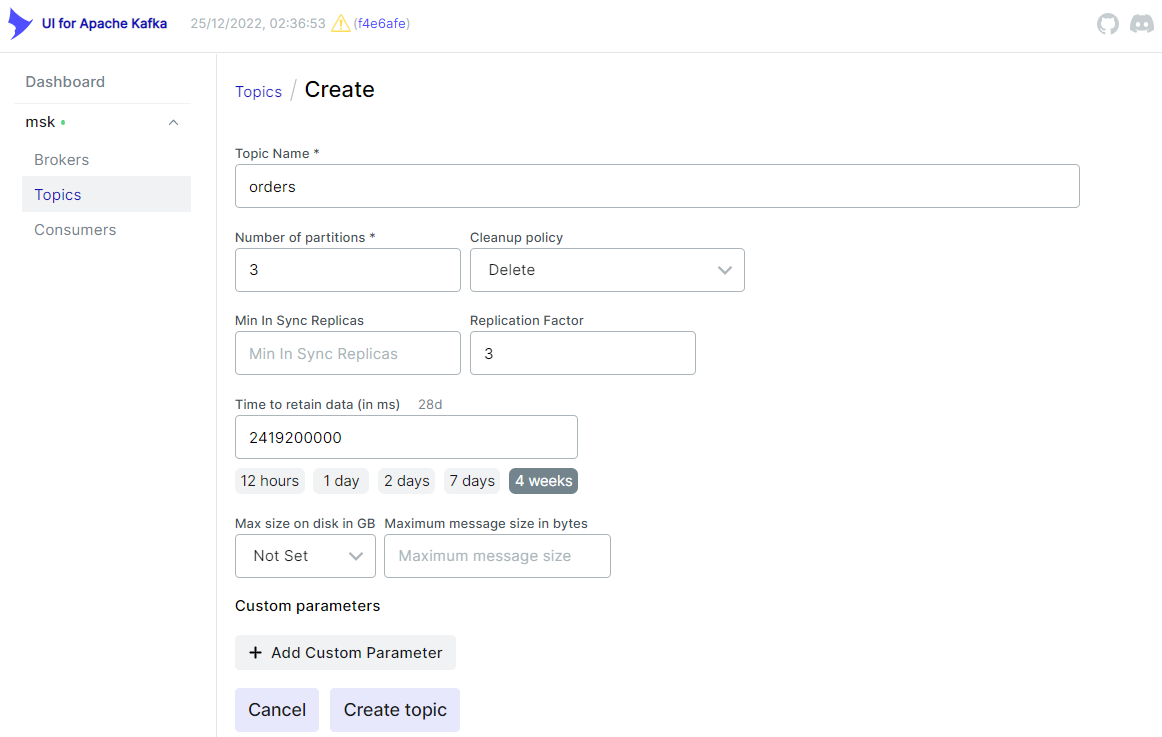 UI for Apache Kafka 25/12/2022, 02:36:53 (f4e6afe)
Dashboard
msk
Brokers
Topics
Consumers
Topics / Create
Topic Name *
orders
Number of partitions * Cleanup policy
3 Delete
Min In Sync Replicas Replication Factor
Min In Sync Replicas 3
Time to retain data (in ms) 28d
2419200000
12 hours 1 day 2 days 7 days 4 weeks
Max size on disk in GB Maximum message size in bytes
Not Set Maximum message size
Custom parameters
+ Add Custom Parameter
Cancel Create topic